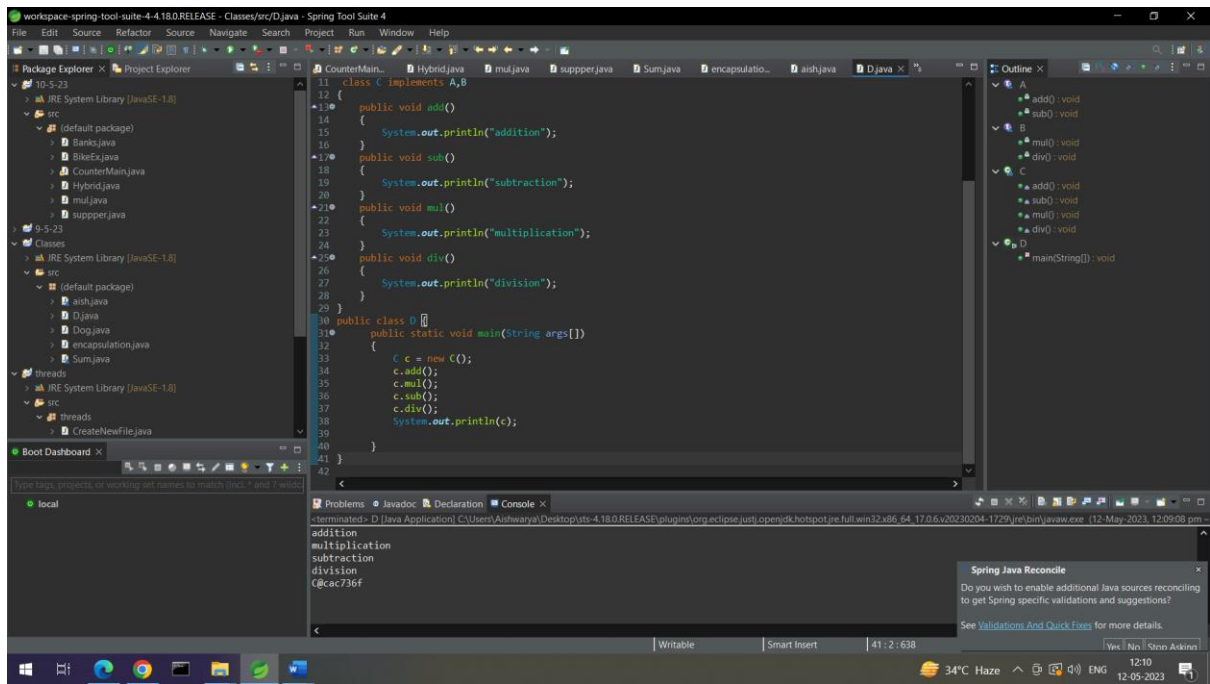 workspace-spring-tool-suite-4-4.18.0.RELEASE - Classes/src/D.java - Spring Tool Suite 4
File Edit Source Refactor Source Navigate Search Project Run Window Help
Package Explorer
Project Explorer
10-5-23
JRE System Library [JavaSE-1.8]
src
(default package)
Banks.java
BikeEx.java
CounterMain.java
Hybrid.java
mul.java
suppper.java
9-5-23
Classes
JRE System Library [JavaSE-1.8]
src
(default package)
aish.java
D.java
Dog.java
encapsulation.java
Sum.java
threads
JRE System Library [JavaSE-1.8]
src
threads
CreateNewFile.java
Boot Dashboard
Type tags, projects, or working set names to match (incl. * and ? wildc
local
CounterMain... Hybrid.java mul.java suppper.java Sum.java encapsulatio... aish.java D.java
11 class C implements A,B
12 {
13 public void add()
14 {
15 System.out.println("addition");
16 }
17 public void sub()
18 {
19 System.out.println("subtraction");
20 }
21 public void mul()
22 {
23 System.out.println("multiplication");
24 }
25 public void div()
26 {
27 System.out.println("division");
28 }
29 }
30 public class D {
31 public static void main(String args[])
32 {
33 C c = new C();
34 c.add();
35 c.mul();
36 c.sub();
37 c.div();
38 System.out.println(c);
39
40 }
41 }
42
Outline
A
add() : void
sub() : void
B
mul() : void
div() : void
C
add() : void
sub() : void
mul() : void
div() : void
D
main(String[]) : void
Problems Javadoc Declaration Console
<terminated> D [Java Application] C:\Users\Aishwarya\Desktop\sts-4.18.0.RELEASE\plugins\org.eclipse.justj.openjdk.hotspot.jre.full.win32.x86_64_17.0.6.v20230204-1729\jre\bin\javaw.exe (12-May-2023, 12:09:08 pm –
addition
multiplication
subtraction
division
C@cac736f
Spring Java Reconcile
Do you wish to enable additional Java sources reconciling
to get Spring specific validations and suggestions?
See Validations And Quick Fixes for more details.
Yes No Stop Asking
Writable Smart Insert 41 : 2 : 638
34°C Haze ENG
12:10
12-05-2023